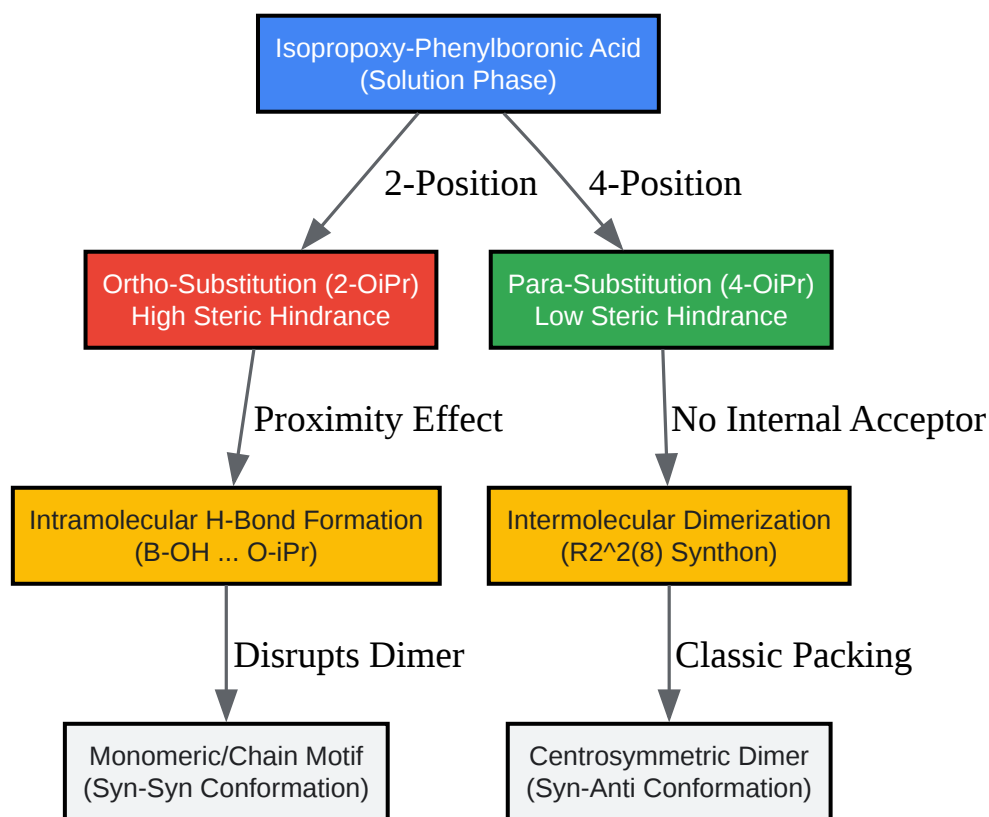 Isopropoxy-Phenylboronic Acid
(Solution Phase)
2-Position
4-Position
Ortho-Substitution (2-OiPr)
High Steric Hindrance
Para-Substitution (4-OiPr)
Low Steric Hindrance
Proximity Effect
No Internal Acceptor
Intramolecular H-Bond Formation
(B-OH ... O-iPr)
Intermolecular Dimerization
(R2^2(8) Synthon)
Disrupts Dimer
Classic Packing
Monomeric/Chain Motif
(Syn-Syn Conformation)
Centrosymmetric Dimer
(Syn-Anti Conformation)